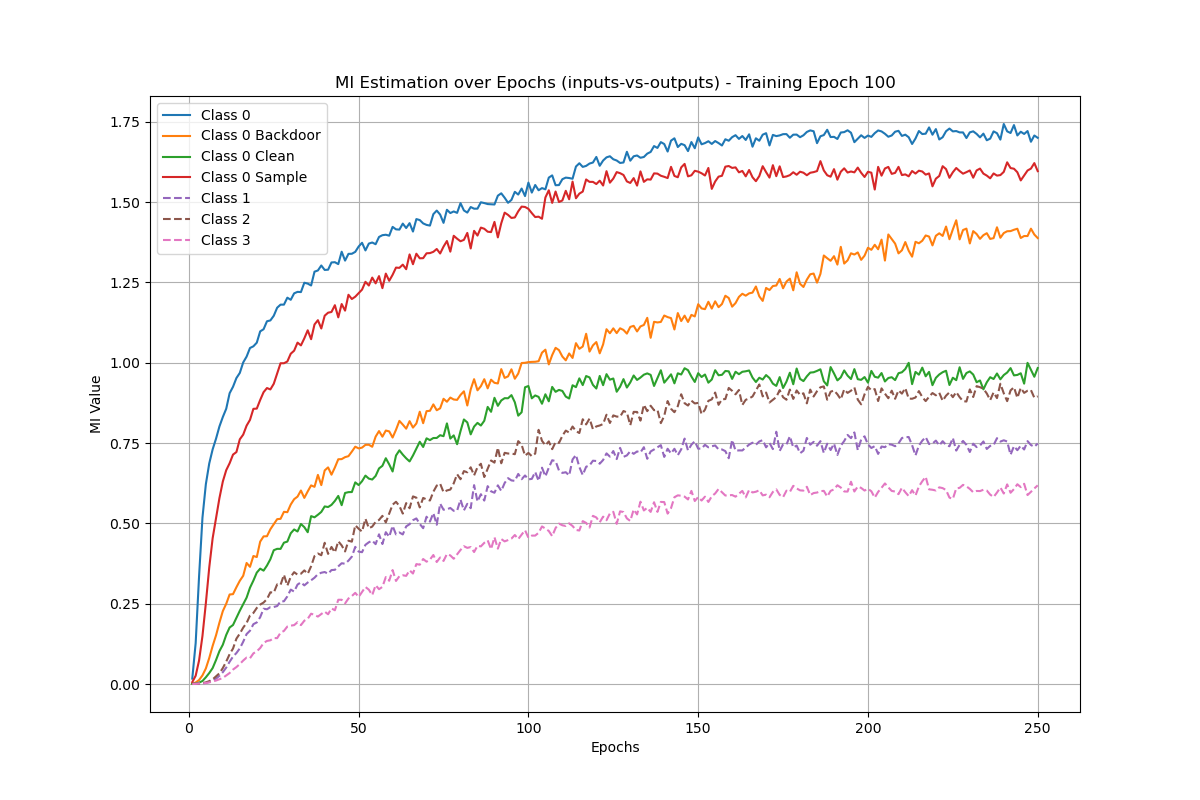 MI Estimation over Epochs (inputs-vs-outputs) - Training Epoch 100
Class 0
Class 0 Backdoor
Class 0 Clean
Class 0 Sample
Class 1
Class 2
Class 3
1.75
1.50
1.25
1.00
0.75
0.50
0.25
0.00
MI Value
0 50 100 150 200 250
Epochs